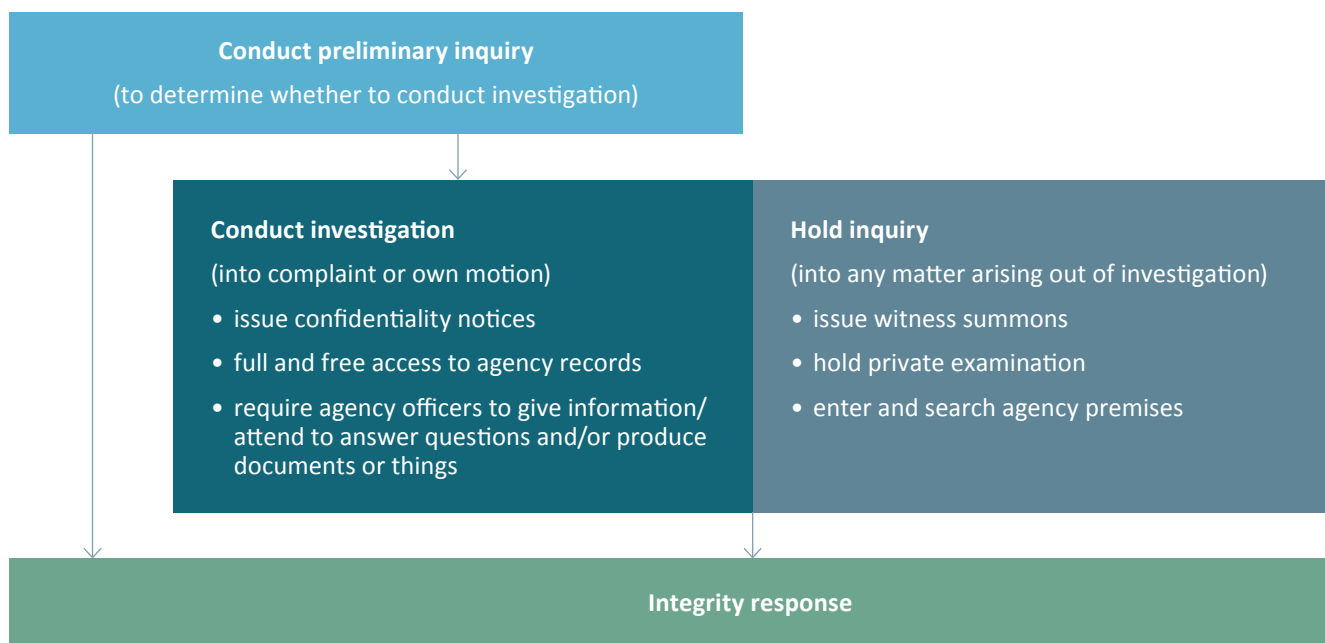 Conduct preliminary inquiry
(to determine whether to conduct investigation)
Conduct investigation
(into complaint or own motion)
• issue confidentiality notices
• full and free access to agency records
• require agency officers to give information/
attend to answer questions and/or produce
documents or things
Hold inquiry
(into any matter arising out of investigation)
• issue witness summons
• hold private examination
• enter and search agency premises
Integrity response